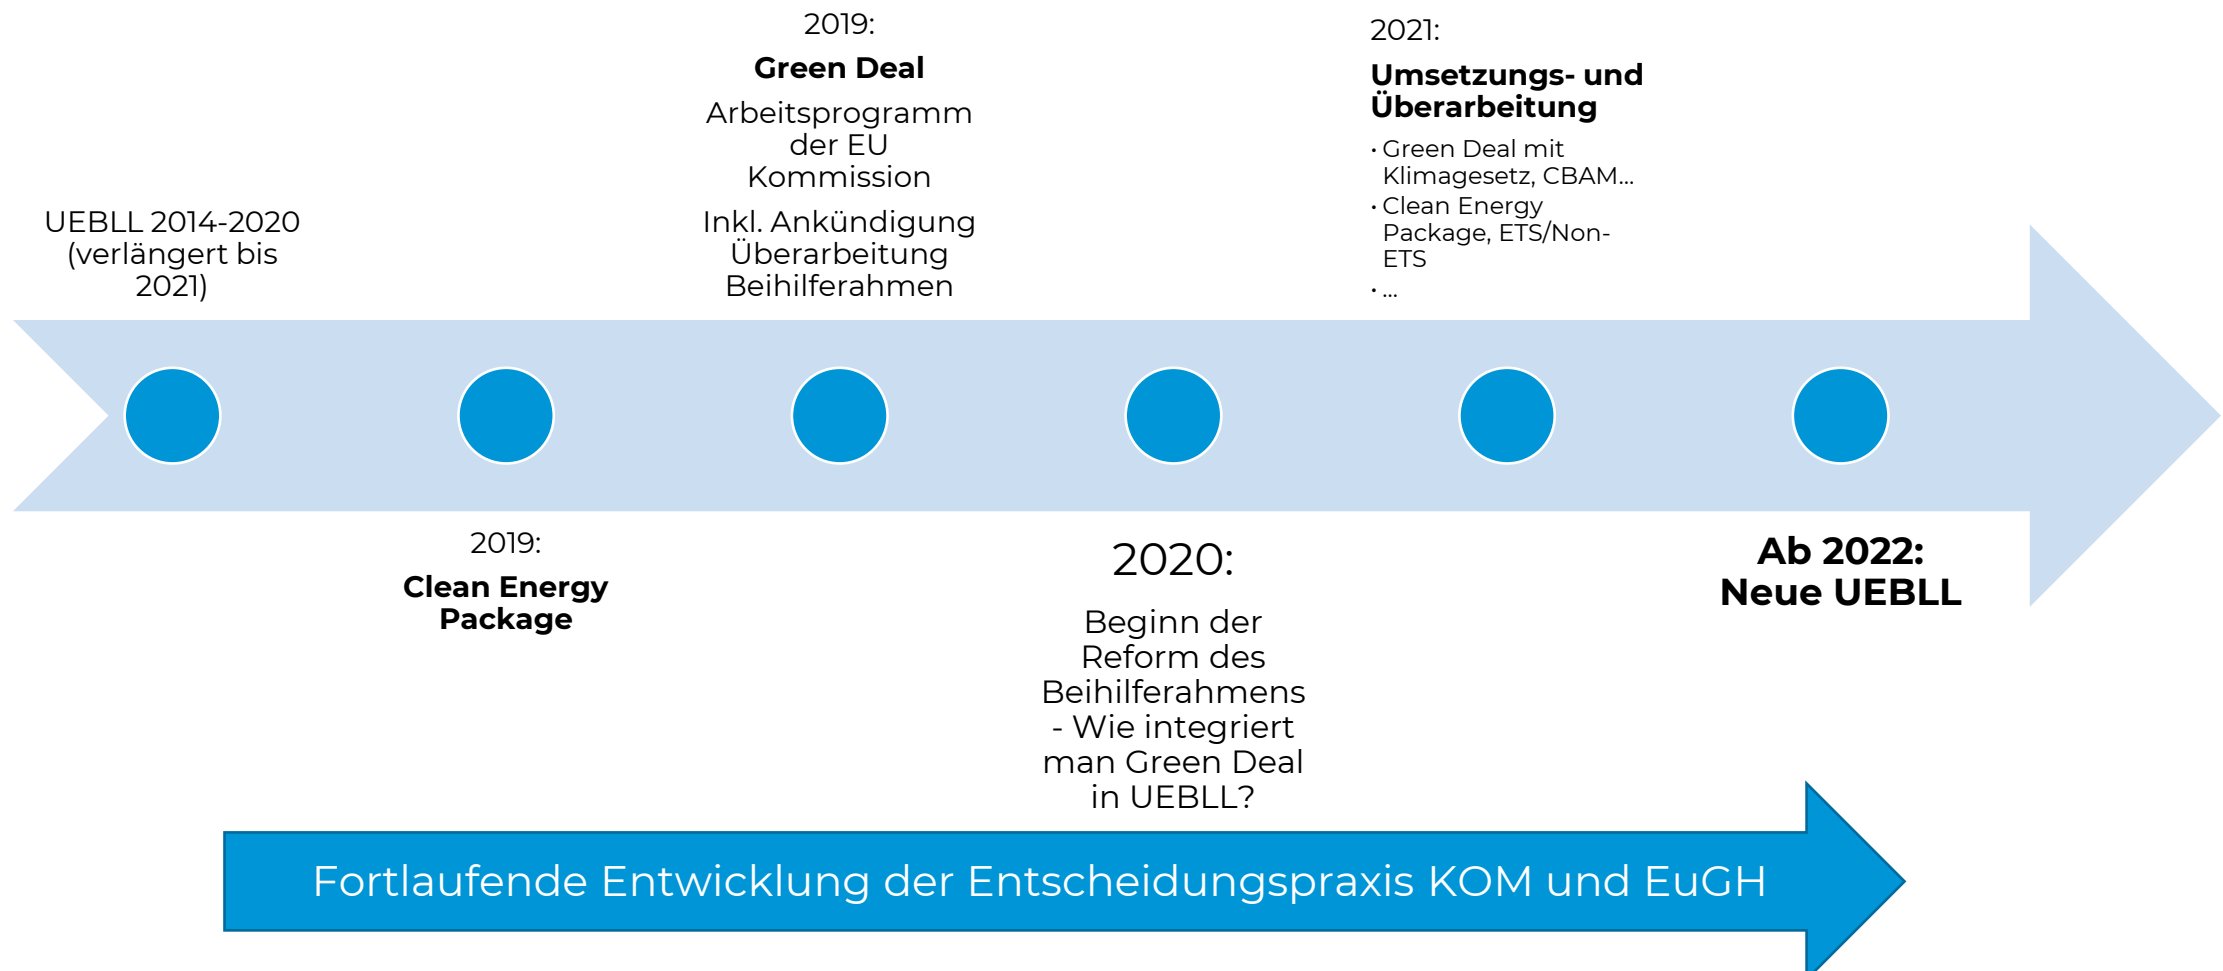 UEBLL 2014-2020
(verlängert bis
2021)
2019:
Clean Energy
Package
2019:
Green Deal
Arbeitsprogramm
der EU
Kommission
Inkl. Ankündigung
Überarbeitung
Beihilferahmen
2020:
Beginn der
Reform des
Beihilferahmens
- Wie integriert
man Green Deal
in UEBLL?
2021:
Umsetzungs- und
Überarbeitung
• Green Deal mit
Klimagesetz, CBAM...
• Clean Energy
Package, ETS/Non-
ETS
• ...
Ab 2022:
Neue UEBLL
Fortlaufende Entwicklung der Entscheidungspraxis KOM und EuGH